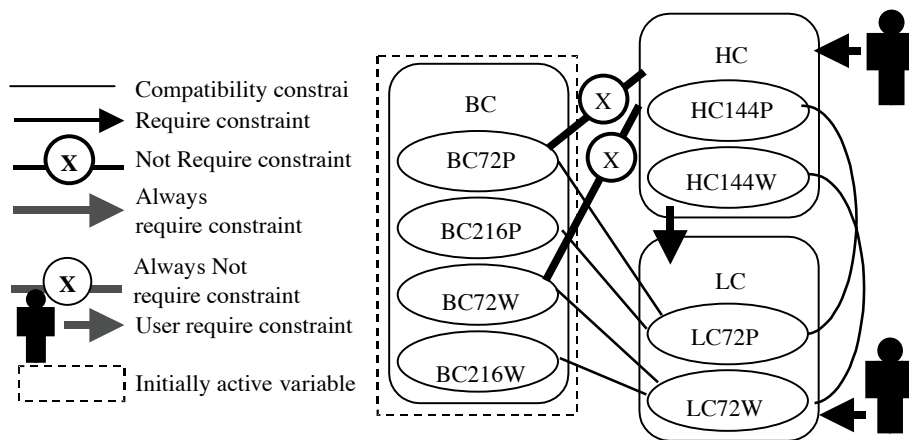 Compatibility constrai
Require constraint
X
Not Require constraint
Always
require constraint
X
Always Not
require constraint
User require constraint
Initially active variable
BC
BC72P
BC216P
BC72W
BC216W
X
X
HC
HC144P
HC144W
LC
LC72P
LC72W